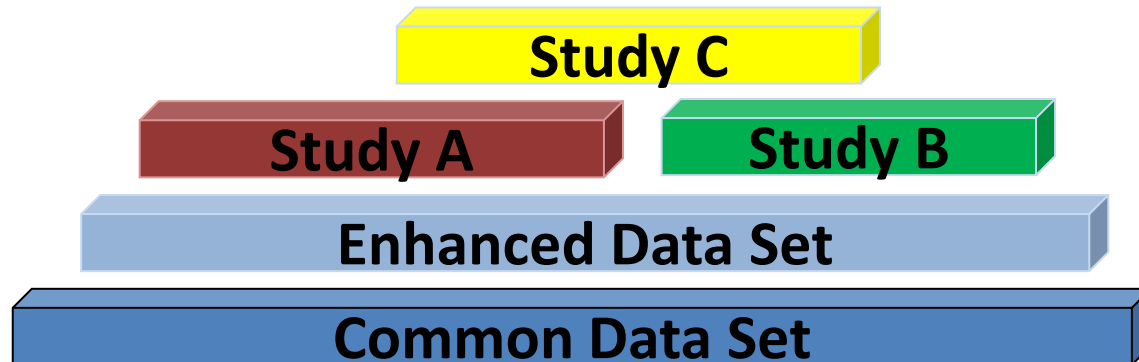 Study C
Study A
Study B
Enhanced Data Set
Common Data Set